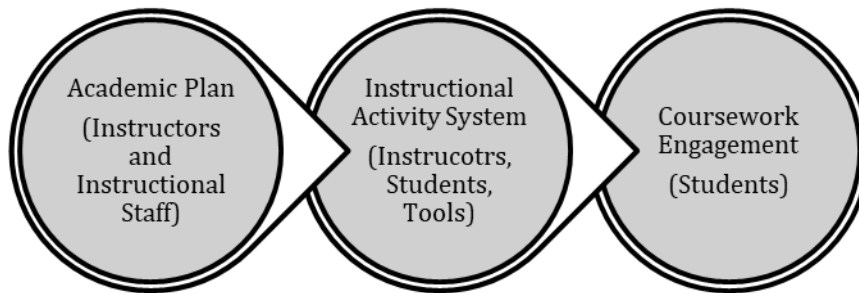 Academic Plan
(Instructors
and
Instructional
Staff)
Instructional
Activity System
(Instrucotrs,
Students,
Tools)
Coursework
Engagement
(Students)